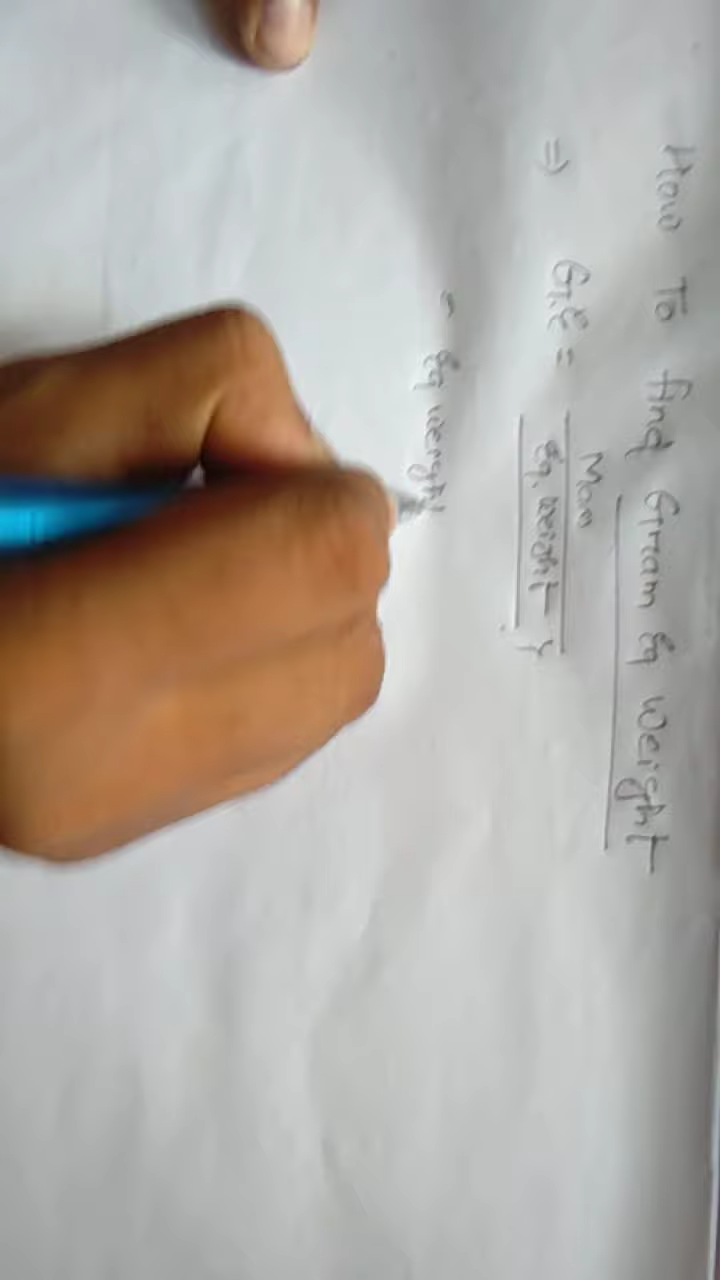 How To find Gram Eq weight
⇒ G.E = Mass
Eq. weight
- Eq weight